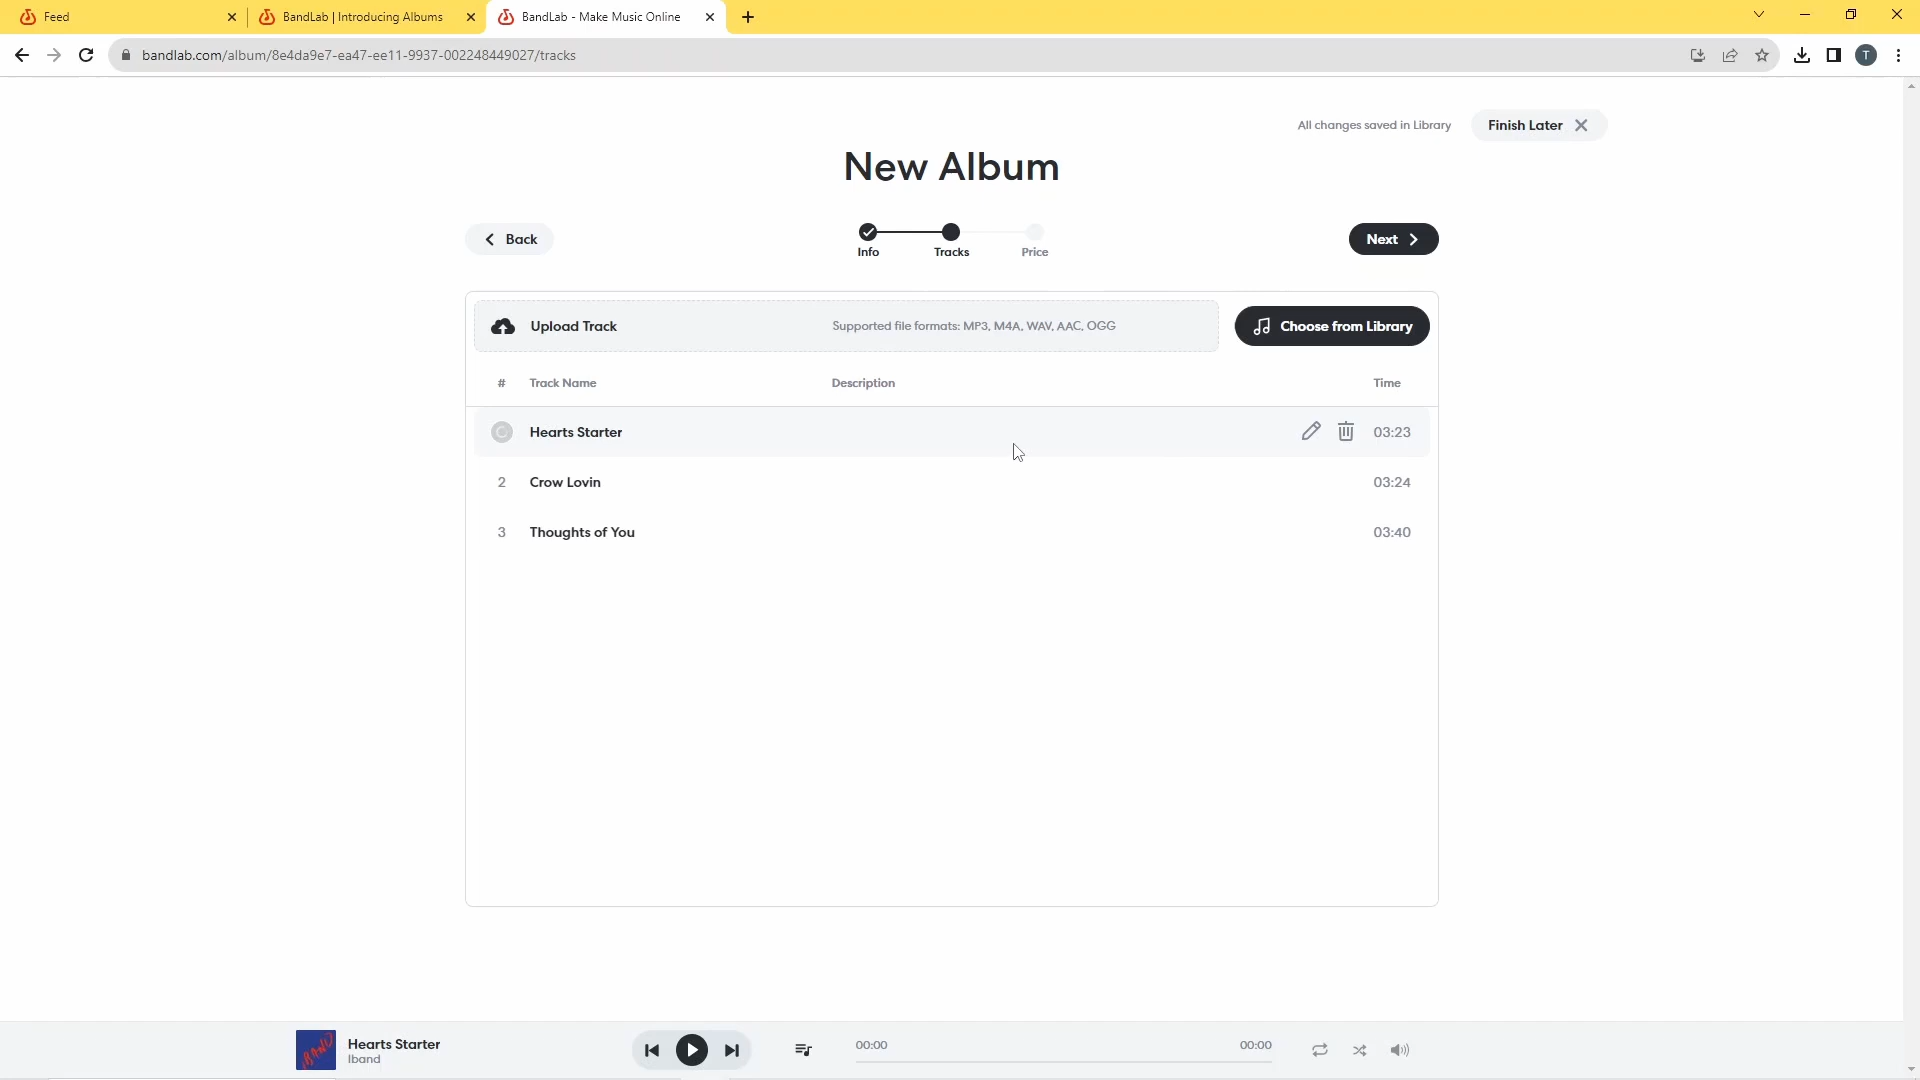 Feed
BandLab | Introducing Albums
BandLab - Make Music Online
bandlab.com/album/8e4da9e7-ea47-ee11-9937-002248449027/tracks
T
All changes saved in Library
Finish Later
New Album
Back
Info
Tracks
Price
Next
Upload Track
Supported file formats: MP3, M4A, WAV, AAC, OGG
Choose from Library
# Track Name Description Time
Hearts Starter 03:23
2 Crow Lovin 03:24
3 Thoughts of You 03:40
IBAND
Hearts Starter
Iband
00:00
00:00